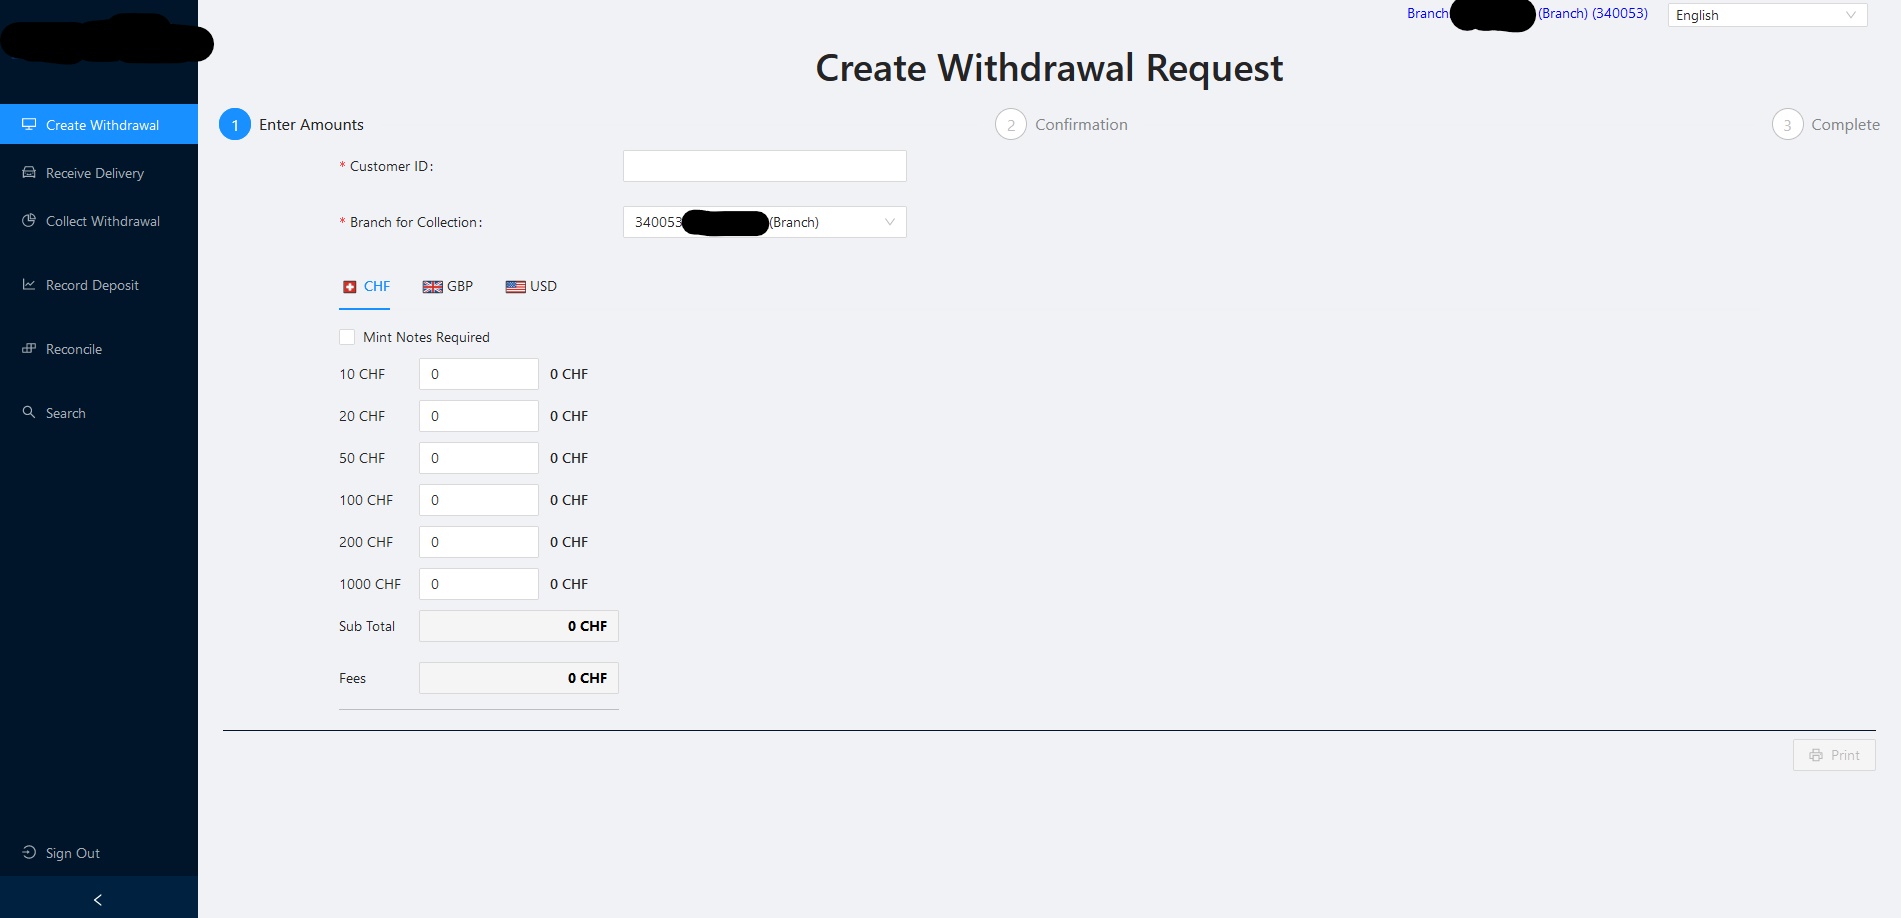 Branch (Branch) (340053)
English
Create Withdrawal Request
Create Withdrawal
Receive Delivery
Collect Withdrawal
Record Deposit
Reconcile
Search
Sign Out
1 Enter Amounts
2 Confirmation
3 Complete
* Customer ID:
* Branch for Collection: 340053 (Branch)
CHF GBP USD
Mint Notes Required
10 CHF 0 0 CHF
20 CHF 0 0 CHF
50 CHF 0 0 CHF
100 CHF 0 0 CHF
200 CHF 0 0 CHF
1000 CHF 0 0 CHF
Sub Total 0 CHF
Fees 0 CHF
Print